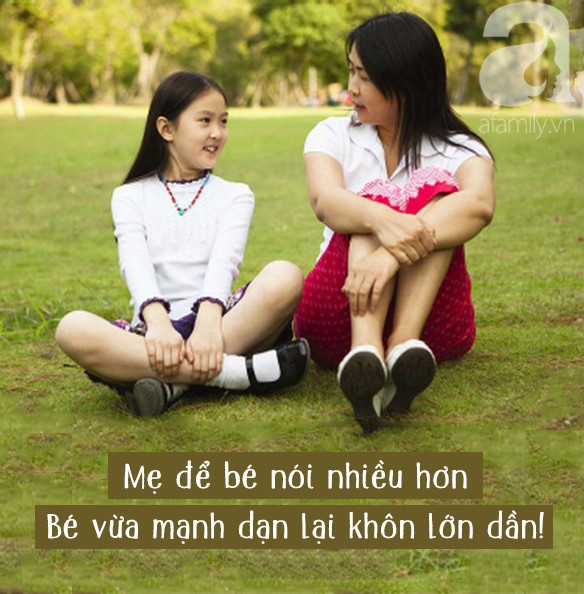 a
afamily.vn
Mẹ để bé nói nhiều hơn
Bé vừa mạnh dạn lại khôn lớn dần!